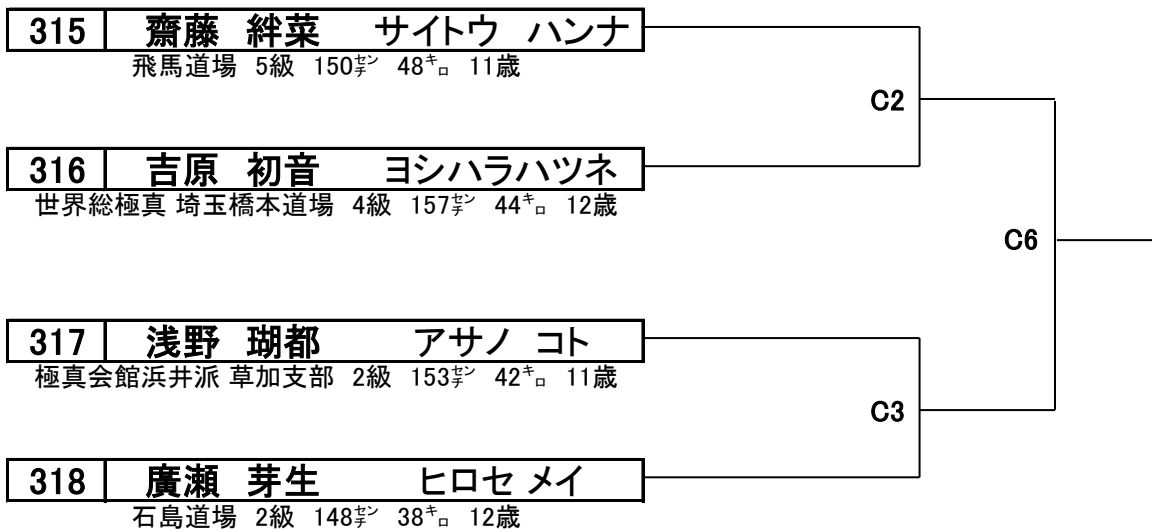 315 齋藤 絆菜 サイトウ ハンナ
飛馬道場 5級 150㌢ 48㌔ 11歳
C2
316 吉原 初音 ヨシハラハツネ
世界総極真 埼玉橋本道場 4級 157㌢ 44㌔ 12歳
C6
317 浅野 瑚都 アサノ コト
極真会館浜井派 草加支部 2級 153㌢ 42㌔ 11歳
C3
318 廣瀬 芽生 ヒロセ メイ
石島道場 2級 148㌢ 38㌔ 12歳